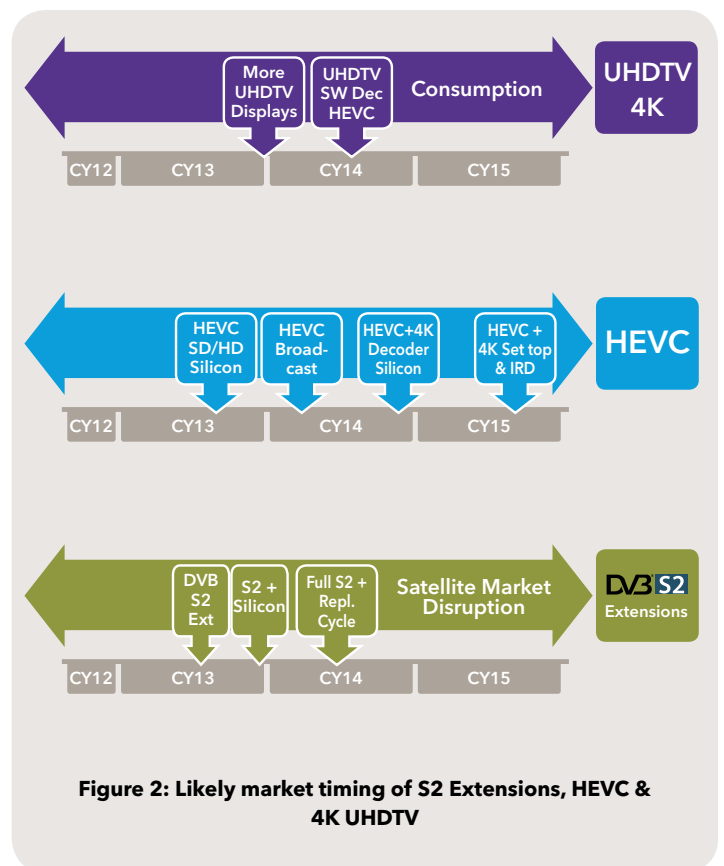 More
UHDTV
Displays
UHDTV
SW Dec
HEVC
Consumption
UHDTV
4K
CY12 CY13 CY14 CY15
HEVC
SD/HD
Silicon
HEVC
Broad-
cast
HEVC+4K
Decoder
Silicon
HEVC +
4K Set top
& IRD
HEVC
CY12 CY13 CY14 CY15
DVB
S2
Ext
S2 +
Silicon
Full S2 +
Repl.
Cycle
Satellite Market
Disruption
DVB S2
Extensions
CY12 CY13 CY14 CY15
Figure 2: Likely market timing of S2 Extensions, HEVC &
4K UHDTV